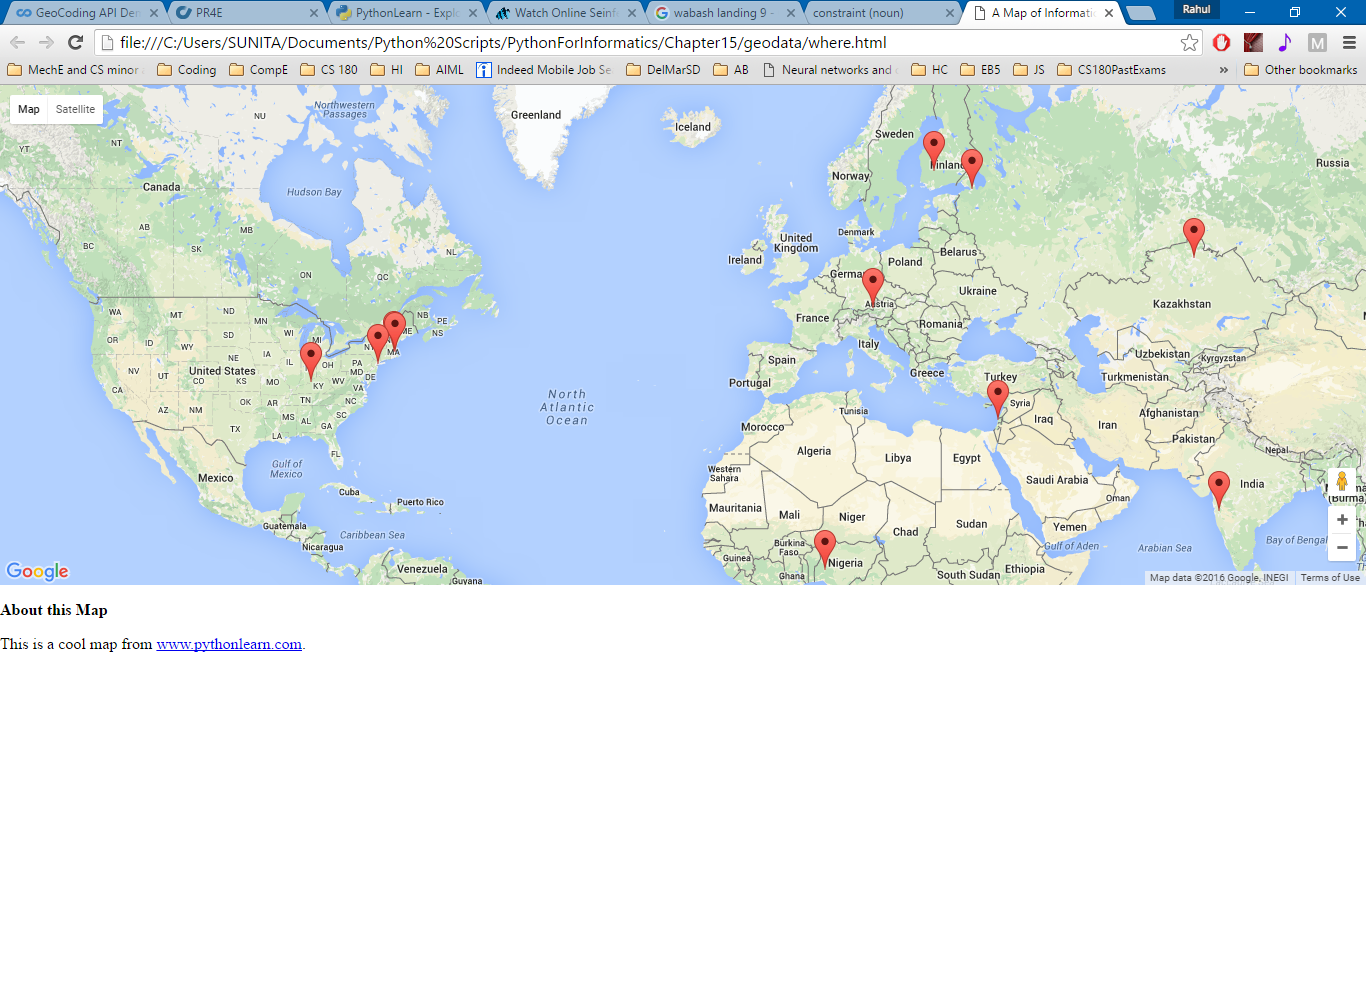 GeoCoding API Den
PR4E
PythonLearn - Explo
Watch Online Seinfe
wabash landing 9 -
constraint (noun)
A Map of Informati
Rahul
file:///C:/Users/SUNITA/Documents/Python%20Scripts/PythonForInformatics/Chapter15/geodata/where.html
M
MechE and CS minor
Coding
CompE
CS 180
HI
AIML
Indeed Mobile Job Se
DelMarSD
AB
Neural networks and
HC
EB5
JS
CS180PastExams
»
Other bookmarks
Map
Satellite
Northwestern
Passages
NU
NT
YT
Greenland
Iceland
Sweden
Finland
Norway
Russia
Canada
Hudson Bay
AB
MB
BC
SK
NL
ON
QC
United
Kingdom
Denmark
Ireland
Poland
Belarus
Germ
Ukraine
Austria
France
Kazakhstan
Romania
Italy
WA
MT
ND
MN
NB
PE
NS
ME
OR
ID
SD
WI
MI
WY
NE
IA
IL
OH
PA
NY
MA
NV
UT
United States
CO
KS
MO
KY
WV
VA
MD
DE
CA
AZ
NM
OK
AR
TN
NC
SC
MS
AL
GA
TX
LA
FL
Spain
Portugal
Greece
Turkey
Syria
Iraq
Iran
Uzbekistan
Kyrgyzstan
Turkmenistan
Afghanistan
Pakistan
Nepal
India
Tunisia
Morocco
Algeria
Libya
Egypt
Western
Sahara
Saudi Arabia
Oman
Mauritania
Mali
Niger
Chad
Sudan
Yemen
Gulf of Aden
Arabian Sea
Bay of Bengal
(Burma)
North
Atlantic
Ocean
Gulf of
Mexico
Mexico
Cuba
Puerto Rico
Guatemala
Nicaragua
Caribbean Sea
Venezuela
Guyana
Burkina
Faso
Guinea
Ghana
Nigeria
South Sudan
Ethiopia
Google
Map data ©2016 Google, INEGI
Terms of Use
About this Map
This is a cool map from www.pythonlearn.com.